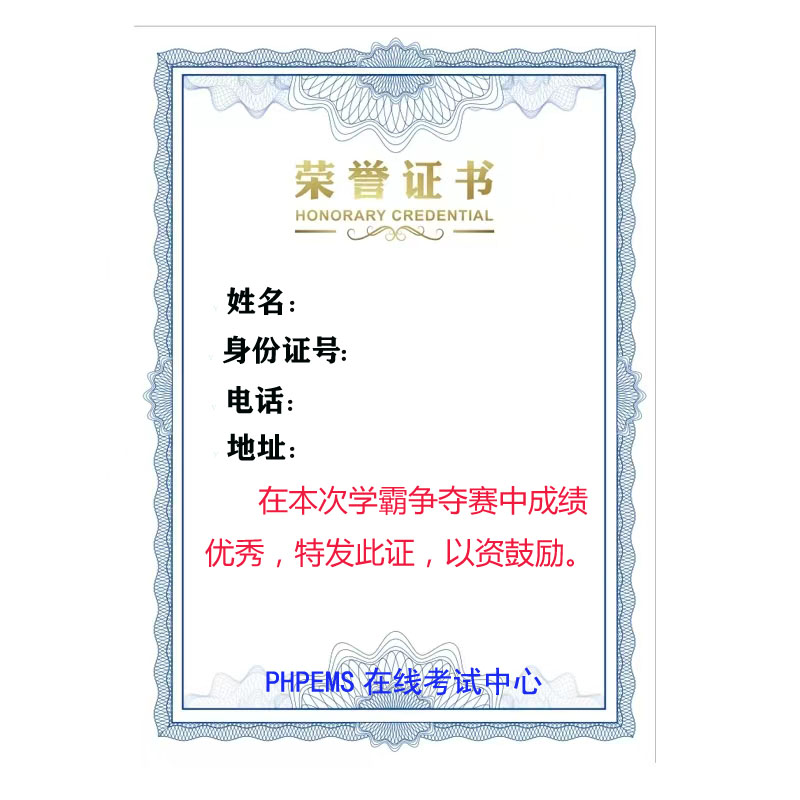 荣誉证书
HONORARY CREDENTIAL
姓名：
身份证号:
电话：
地址：
在本次学霸争夺赛中成绩
优秀，特发此证，以资鼓励。
PHPEMS 在线考试中心